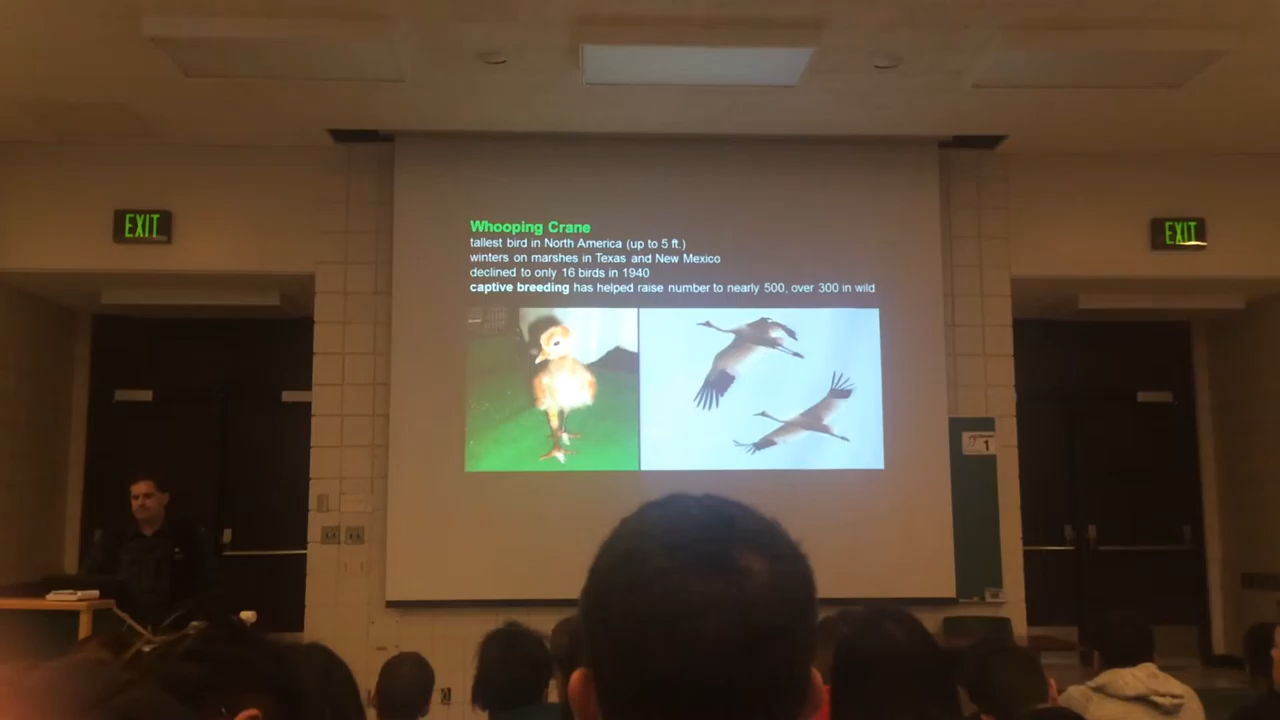 EXIT
EXIT
Whooping Crane
tallest bird in North America (up to 5 ft.)
winters on marshes in Texas and New Mexico
declined to only 16 birds in 1940
captive breeding has helped raise number to nearly 500, over 300 in wild
1